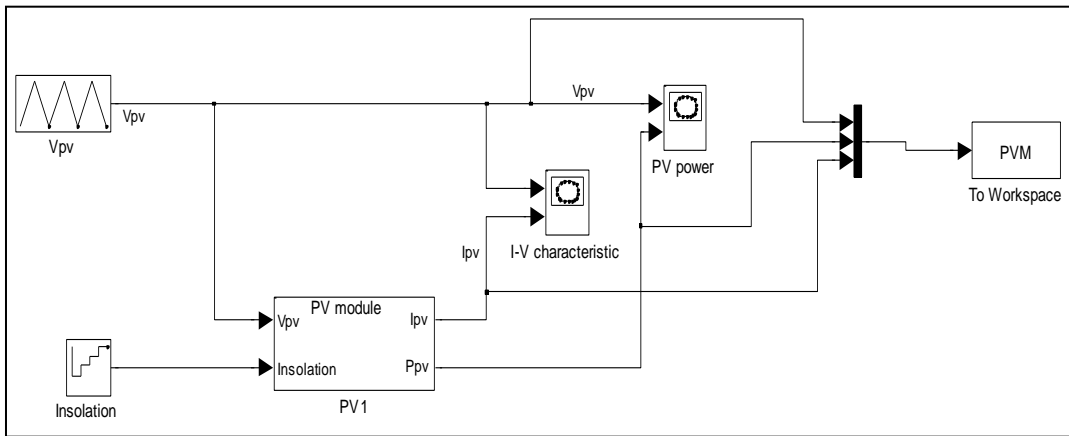 Vpv
Vpv
Vpv
PV power
PVM
To Workspace
I-V characteristic
Ipv
PV module
Vpv
Ipv
Insolation
Ppv
PV1
Insolation